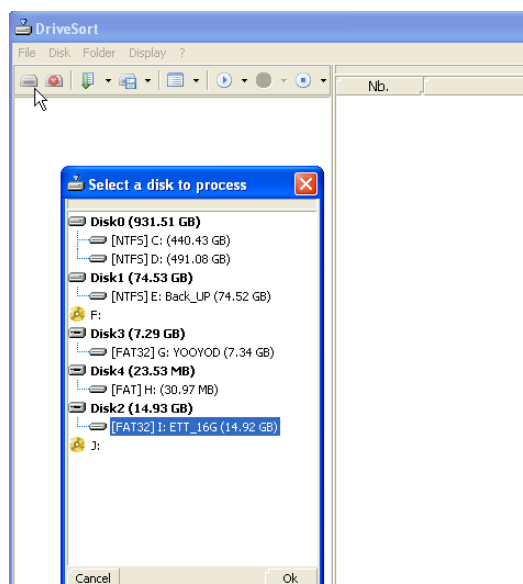 DriveSort
File Disk Folder Display ?
Nb.
Select a disk to process
Disk0 (931.51 GB)
[NTFS] C: (440.43 GB)
[NTFS] D: (491.08 GB)
Disk1 (74.53 GB)
[NTFS] E: Back_UP (74.52 GB)
F:
Disk3 (7.29 GB)
[FAT32] G: YOOYOD (7.34 GB)
Disk4 (23.53 MB)
[FAT] H: (30.97 MB)
Disk2 (14.93 GB)
[FAT32] I: ETT_16G (14.92 GB)
J:
Cancel Ok